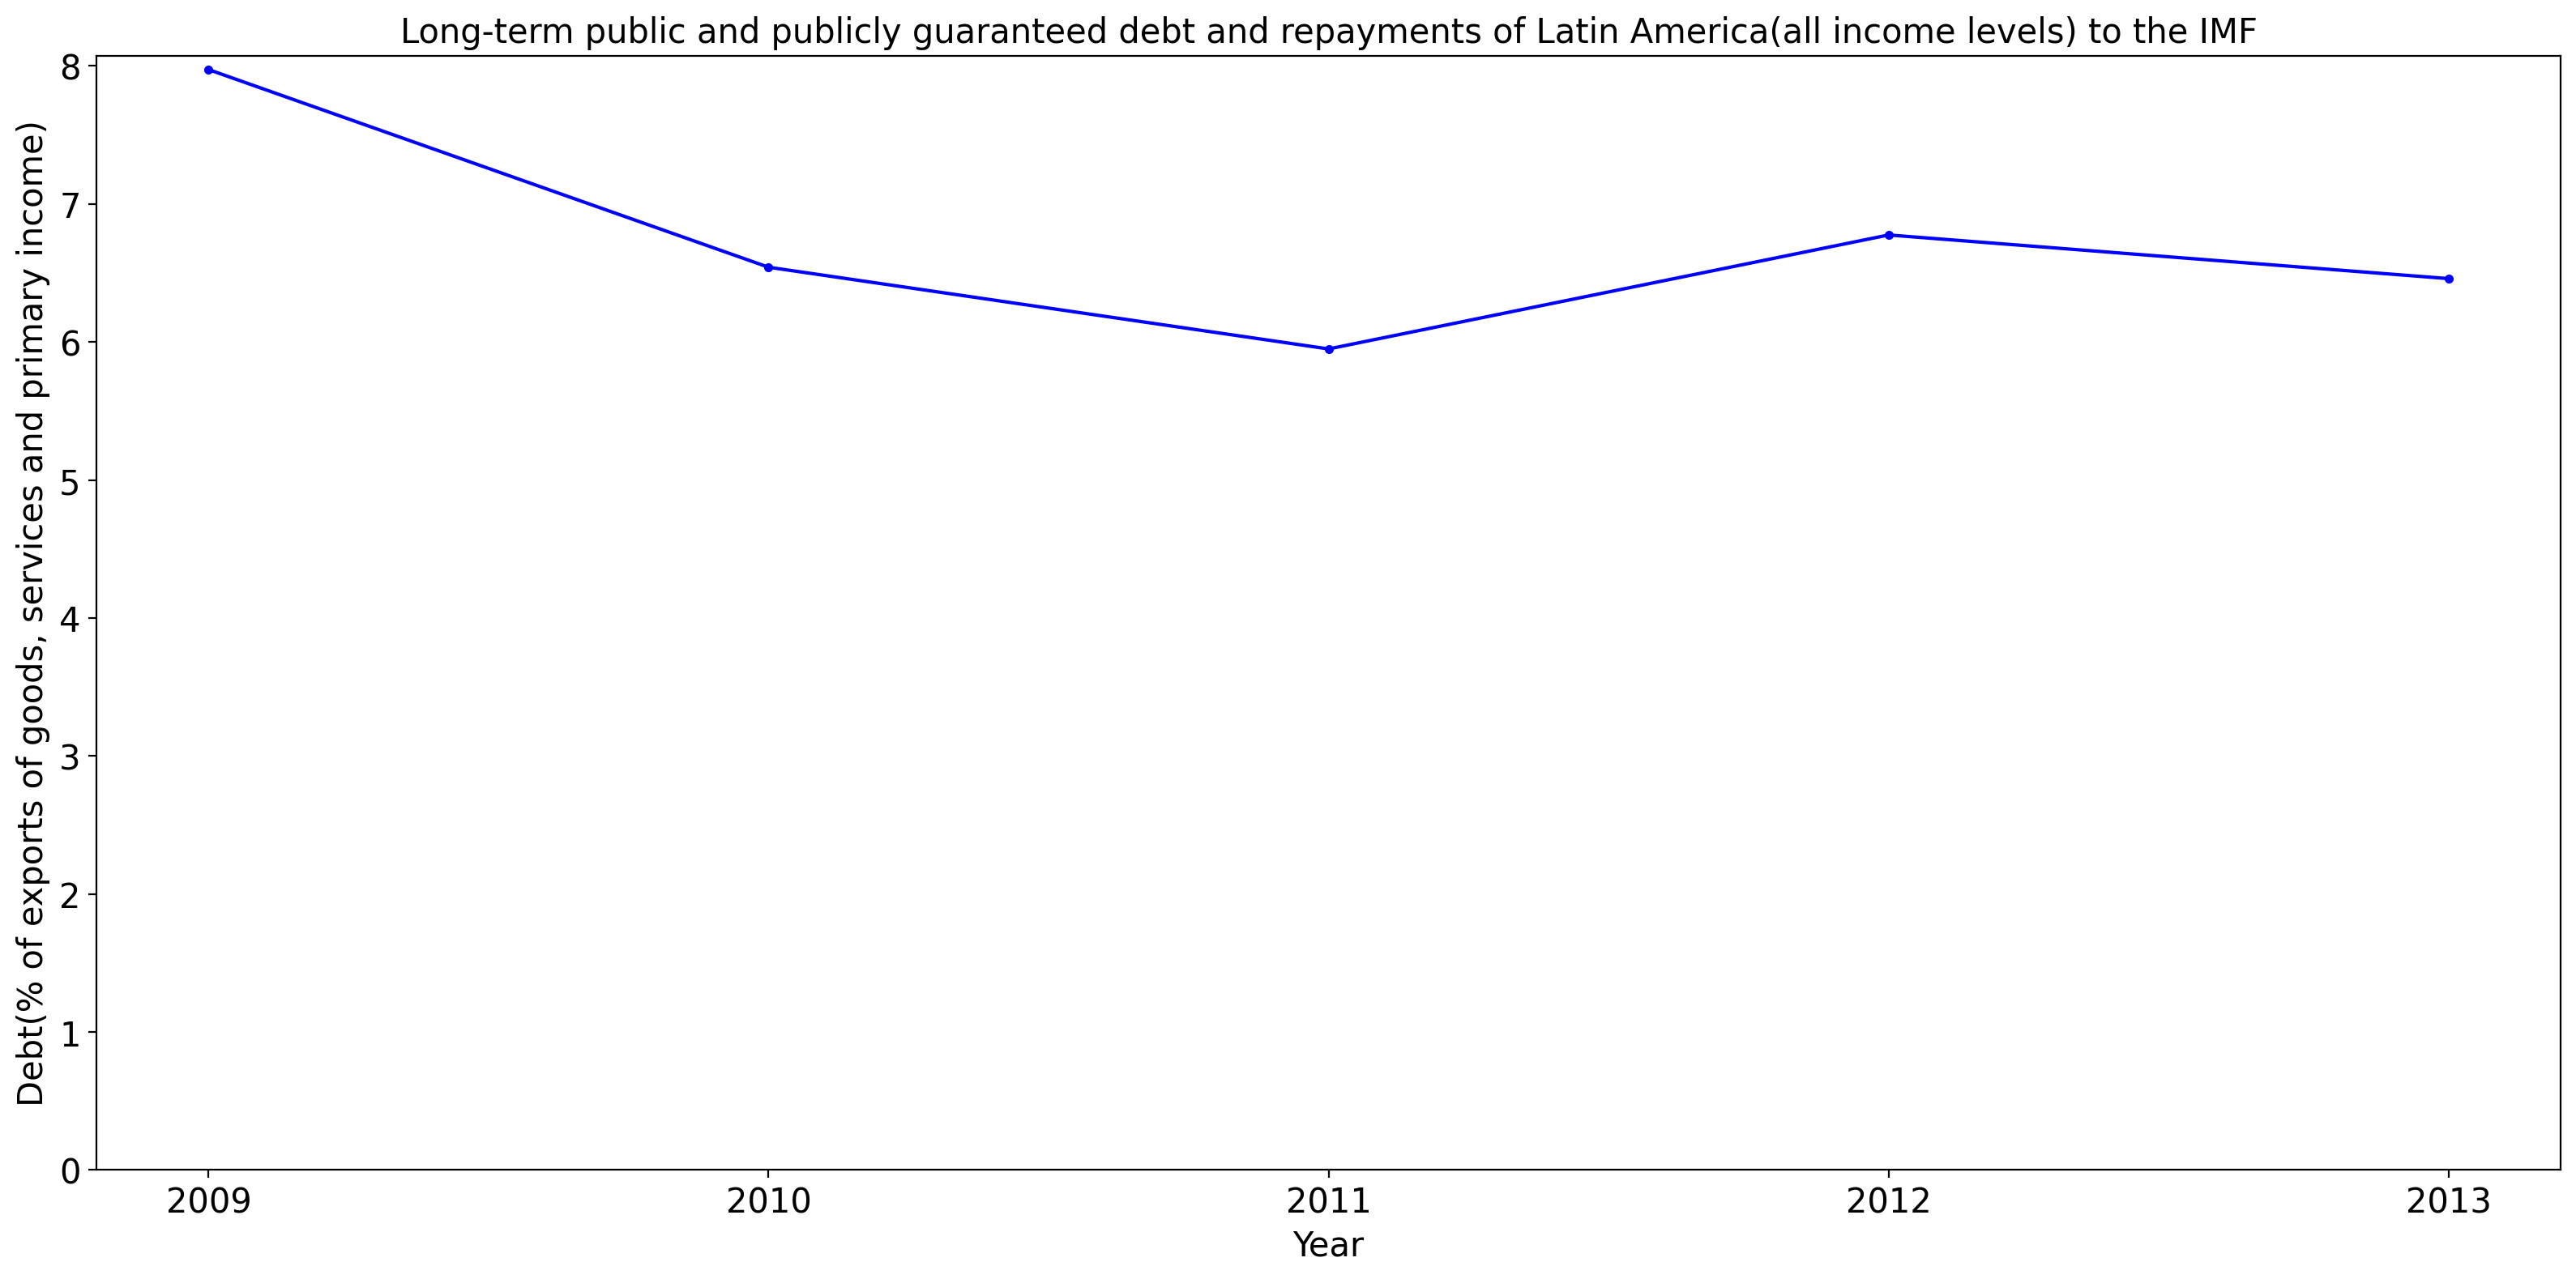 Long-term public and publicly guaranteed debt and repayments of Latin America(all income levels) to the IMF
Debt(% of exports of goods, services and primary income)
8
7
6
5
4
3
2
1
0
2009 2010 2011 2012 2013
Year